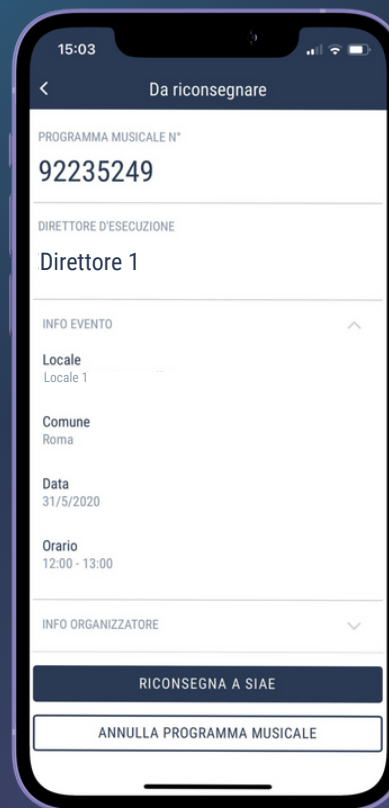 15:03
Da riconsegnare
PROGRAMMA MUSICALE N°
92235249
DIRETTORE D'ESECUZIONE
Direttore 1
INFO EVENTO
Locale
Locale 1
Comune
Roma
Data
31/5/2020
Orario
12:00 - 13:00
INFO ORGANIZZATORE
RICONSEGNA A SIAE
ANNULLA PROGRAMMA MUSICALE